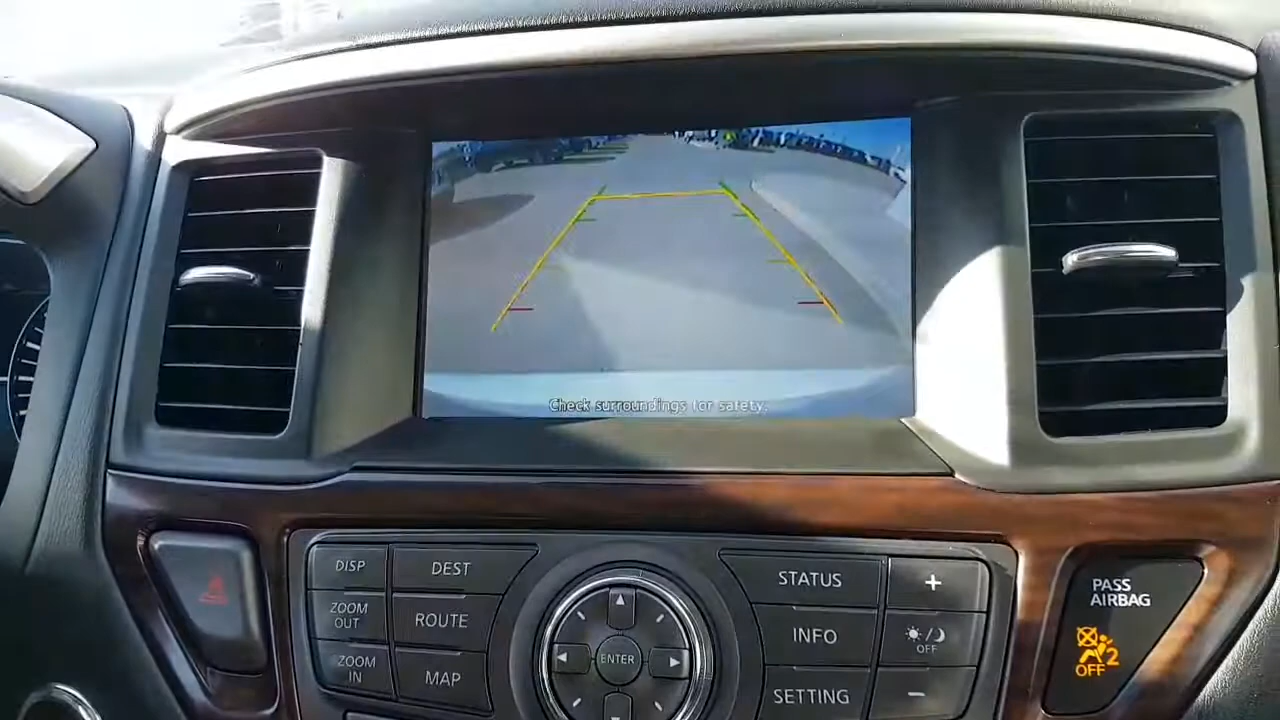 Check surroundings for safety.
DISP
DEST
ZOOM
OUT
ROUTE
ZOOM
IN
MAP
ENTER
STATUS
+
INFO
OFF
SETTING
−
PASS
AIRBAG
2
OFF